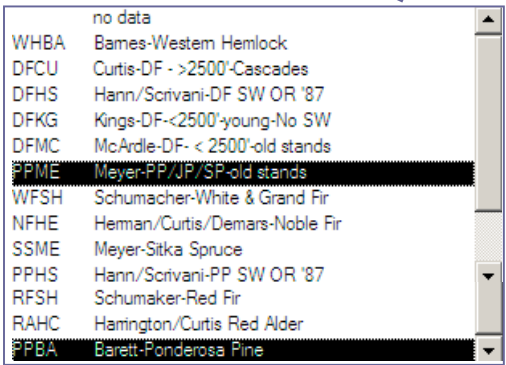 no data
WHBA Barnes-Western Hemlock
DFCU Curtis-DF - >2500'-Cascades
DFHS Hann/Scrivani-DF SW OR '87
DFKG Kings-DF-<2500'-young-No SW
DFMC McArdle-DF- < 2500'-old stands
PPME Meyer-PP/JP/SP-old stands
WFSH Schumacher-White & Grand Fir
NFHE Herman/Curtis/Demars-Noble Fir
SSME Meyer-Sitka Spruce
PPHS Hann/Scrivani-PP SW OR '87
RFSH Schumaker-Red Fir
RAHC Harrington/Curtis Red Alder
PPBA Barett-Ponderosa Pine